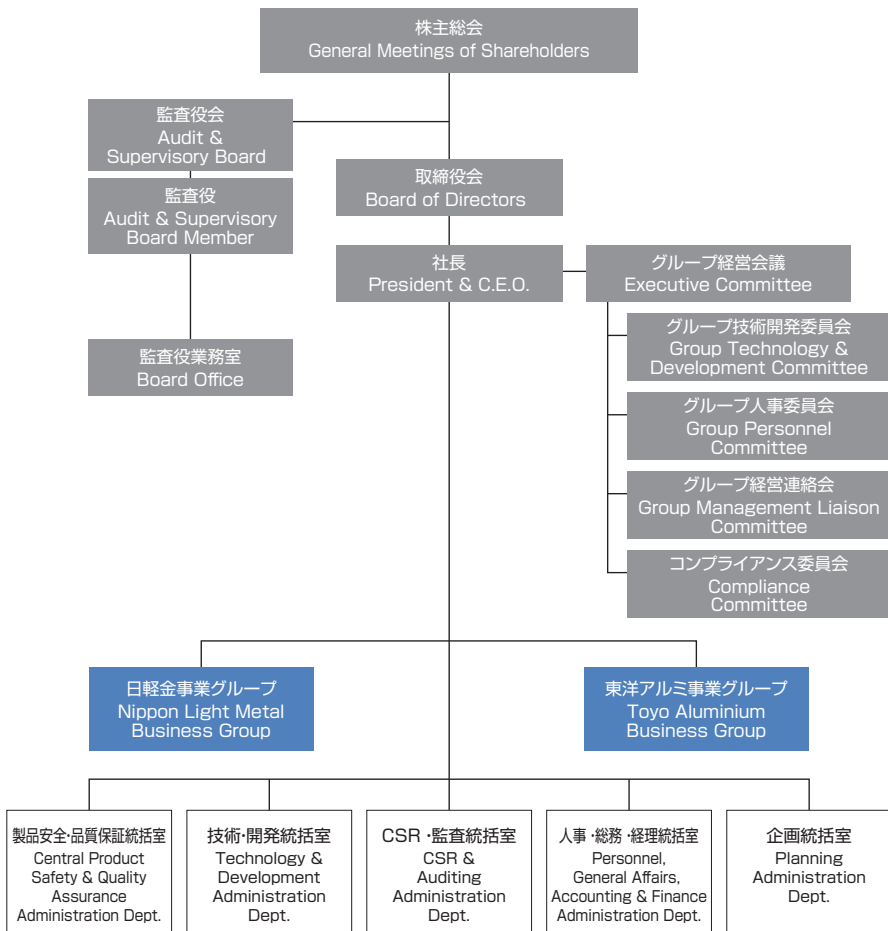 株主総会
General Meetings of Shareholders
監査役会
Audit &
Supervisory Board
取締役会
Board of Directors
監査役
Audit & Supervisory
Board Member
社長
President & C.E.O.
グループ経営会議
Executive Committee
監査役業務室
Board Office
グループ技術開発委員会
Group Technology &
Development Committee
グループ人事委員会
Group Personnel
Committee
グループ経営連絡会
Group Management Liaison
Committee
コンプライアンス委員会
Compliance
Committee
日軽金事業グループ
Nippon Light Metal
Business Group
東洋アルミ事業グループ
Toyo Aluminium
Business Group
製品安全・品質保証統括室
Central Product
Safety & Quality
Assurance
Administration Dept.
技術・開発統括室
Technology &
Development
Administration
Dept.
CSR・監査統括室
CSR &
Auditing
Administration
Dept.
人事・総務・経理統括室
Personnel,
General Affairs,
Accounting & Finance
Administration Dept.
企画統括室
Planning
Administration
Dept.